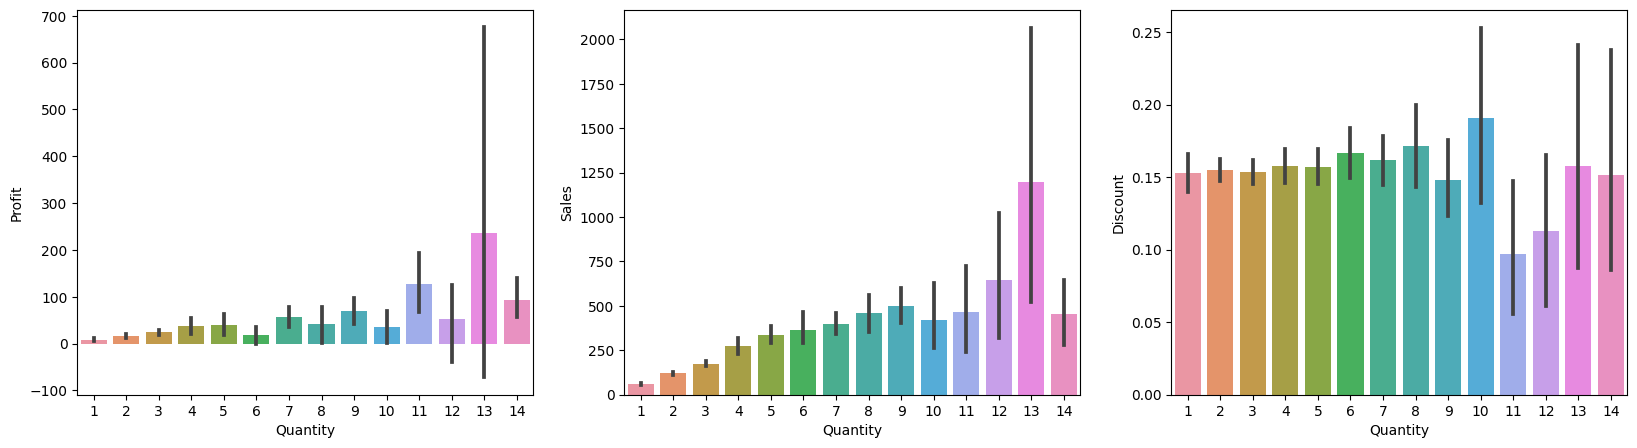 700
600
500
400
300
200
100
0
−100
Profit
1 2 3 4 5 6 7 8 9 10 11 12 13 14
Quantity
2000
1750
1500
1250
1000
750
500
250
0
Sales
1 2 3 4 5 6 7 8 9 10 11 12 13 14
Quantity
0.25
0.20
0.15
0.10
0.05
0.00
Discount
1 2 3 4 5 6 7 8 9 10 11 12 13 14
Quantity